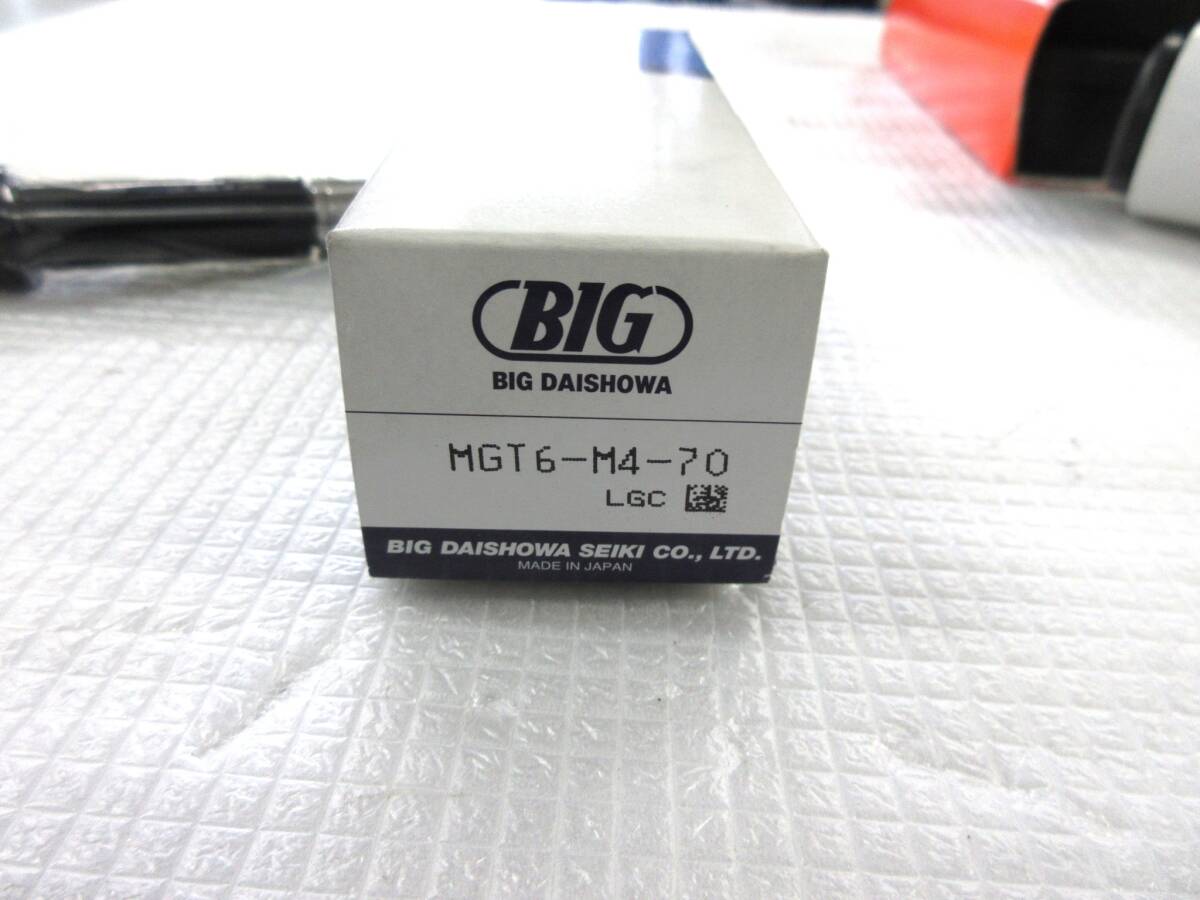 BIG
BIG DAISHOWA
MGT6-M4-70
LGC
BIG DAISHOWA SEIKI CO., LTD.
MADE IN JAPAN